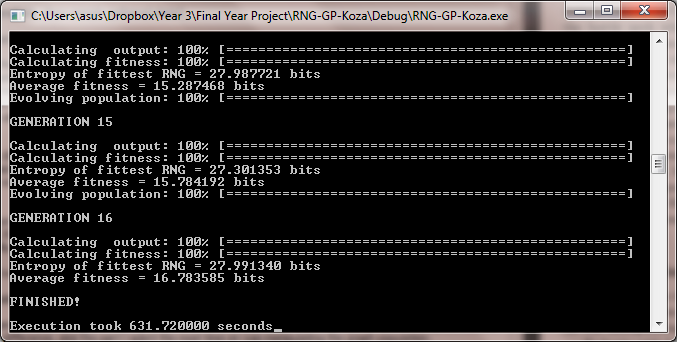 C:\Users\asus\Dropbox\Year 3\Final Year Project\RNG-GP-Koza\Debug\RNG-GP-Koza.exe
Calculating  output: 100% [==================================================]
Calculating fitness: 100% [==================================================]
Entropy of fittest RNG = 27.987721 bits
Average fitness = 15.287468 bits
Evolving population: 100% [==================================================]
GENERATION 15
Calculating  output: 100% [==================================================]
Calculating fitness: 100% [==================================================]
Entropy of fittest RNG = 27.301353 bits
Average fitness = 15.784192 bits
Evolving population: 100% [==================================================]
GENERATION 16
Calculating  output: 100% [==================================================]
Calculating fitness: 100% [==================================================]
Entropy of fittest RNG = 27.991340 bits
Average fitness = 16.783585 bits
FINISHED!
Execution took 631.720000 seconds_